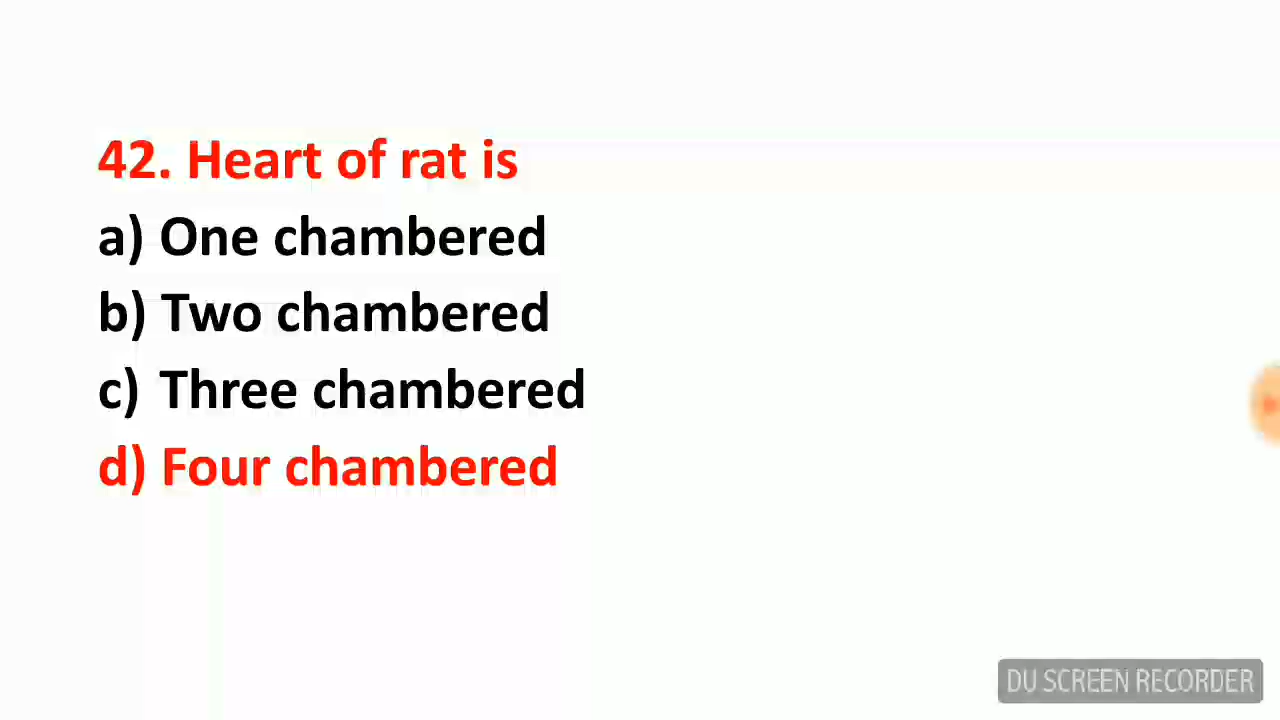 42. Heart of rat is
a) One chambered
b) Two chambered
c) Three chambered
d) Four chambered
DU SCREEN RECORDER